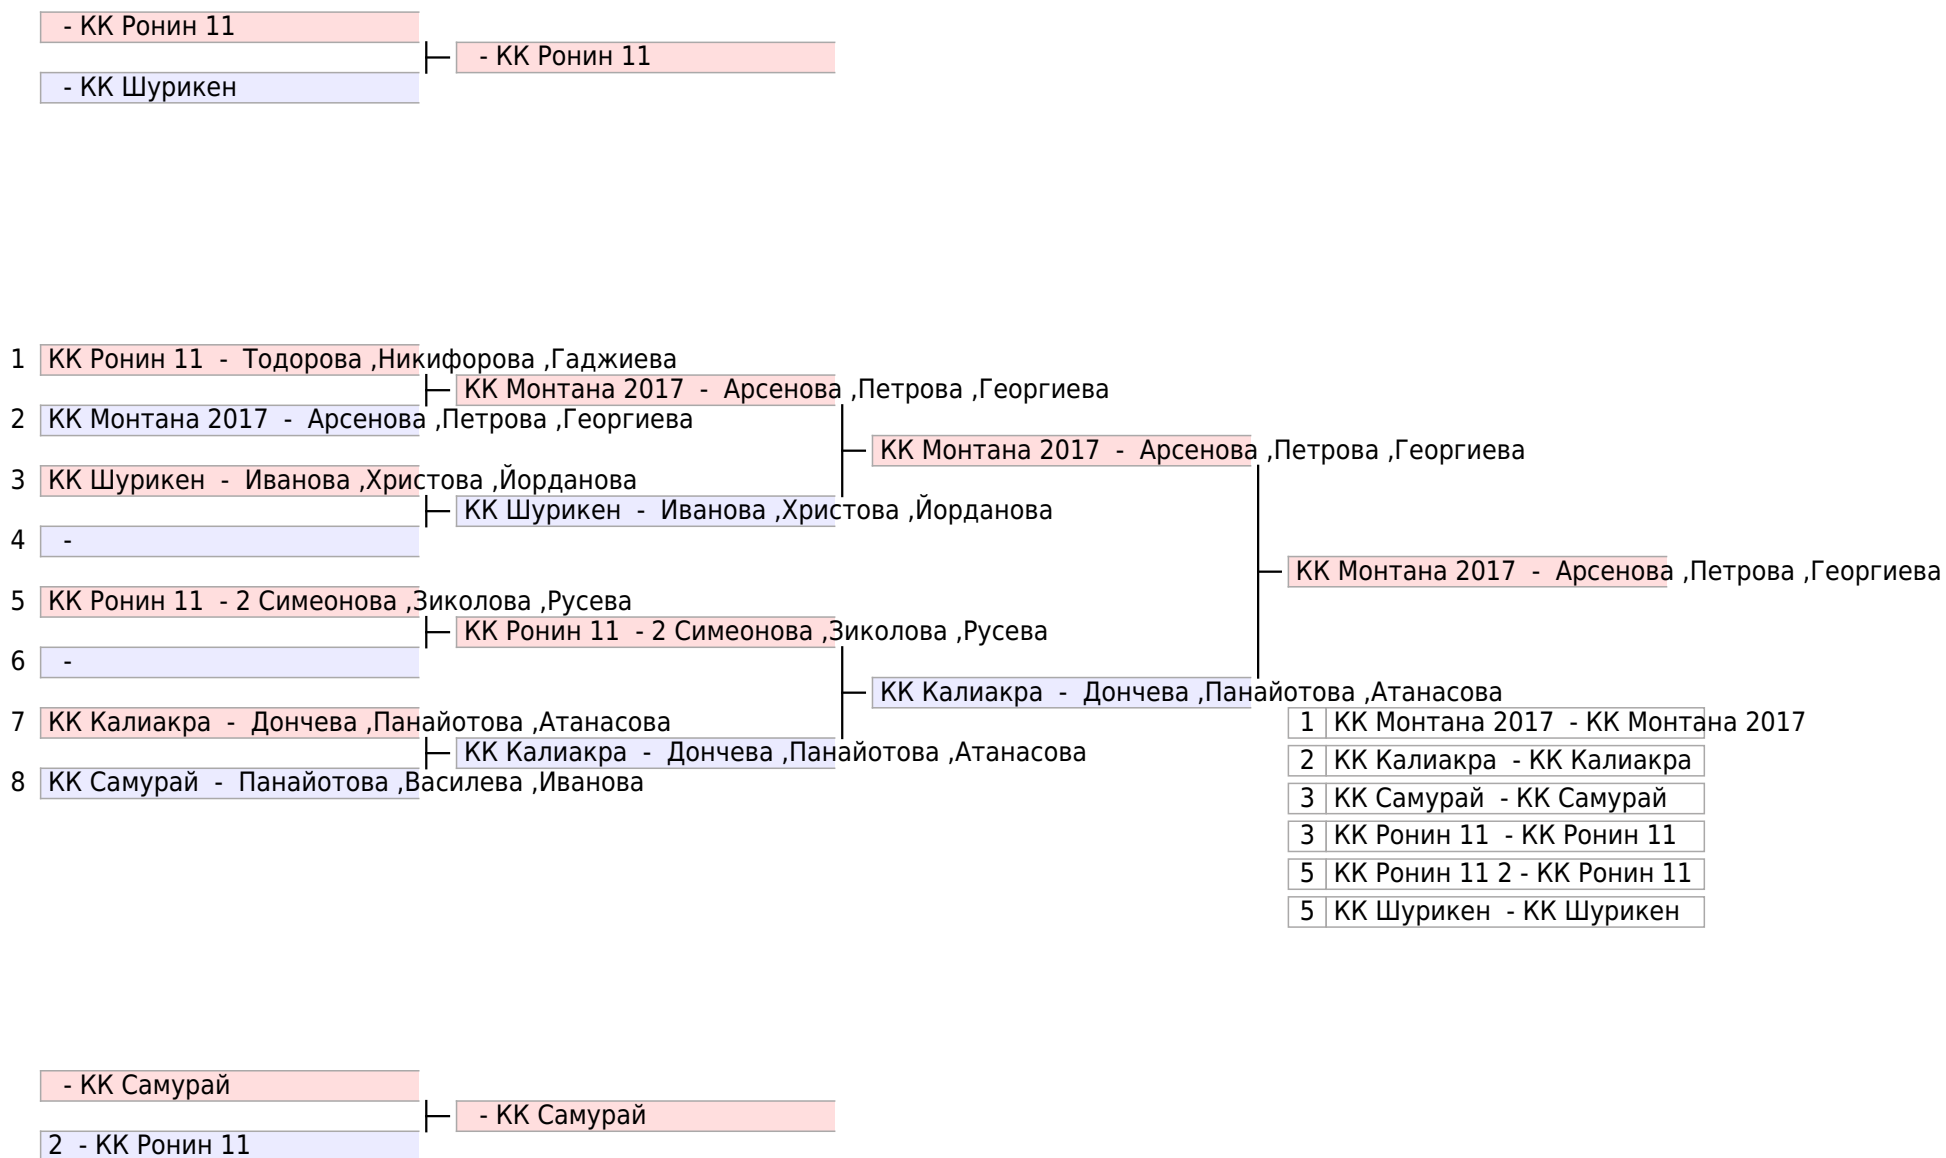 - КК Ронин 11
- КК Ронин 11
- КК Шурикен
1 КК Ронин 11 - Тодорова ,Никифорова ,Гаджиева
КК Монтана 2017 - Арсенова ,Петрова ,Георгиева
2 КК Монтана 2017 - Арсенова ,Петрова ,Георгиева
КК Монтана 2017 - Арсенова ,Петрова ,Георгиева
3 КК Шурикен - Иванова ,Христова ,Йорданова
КК Шурикен - Иванова ,Христова ,Йорданова
4 -
КК Монтана 2017 - Арсенова ,Петрова ,Георгиева
5 КК Ронин 11 - 2 Симеонова ,Зиколова ,Русева
КК Ронин 11 - 2 Симеонова ,Зиколова ,Русева
6 -
КК Калиакра - Дончева ,Панайотова ,Атанасова
7 КК Калиакра - Дончева ,Панайотова ,Атанасова
КК Калиакра - Дончева ,Панайотова ,Атанасова
8 КК Самурай - Панайотова ,Василева ,Иванова
1 КК Монтана 2017 - КК Монтана 2017
2 КК Калиакра - КК Калиакра
3 КК Самурай - КК Самурай
3 КК Ронин 11 - КК Ронин 11
5 КК Ронин 11 2 - КК Ронин 11
5 КК Шурикен - КК Шурикен
- КК Самурай
- КК Самурай
2 - КК Ронин 11